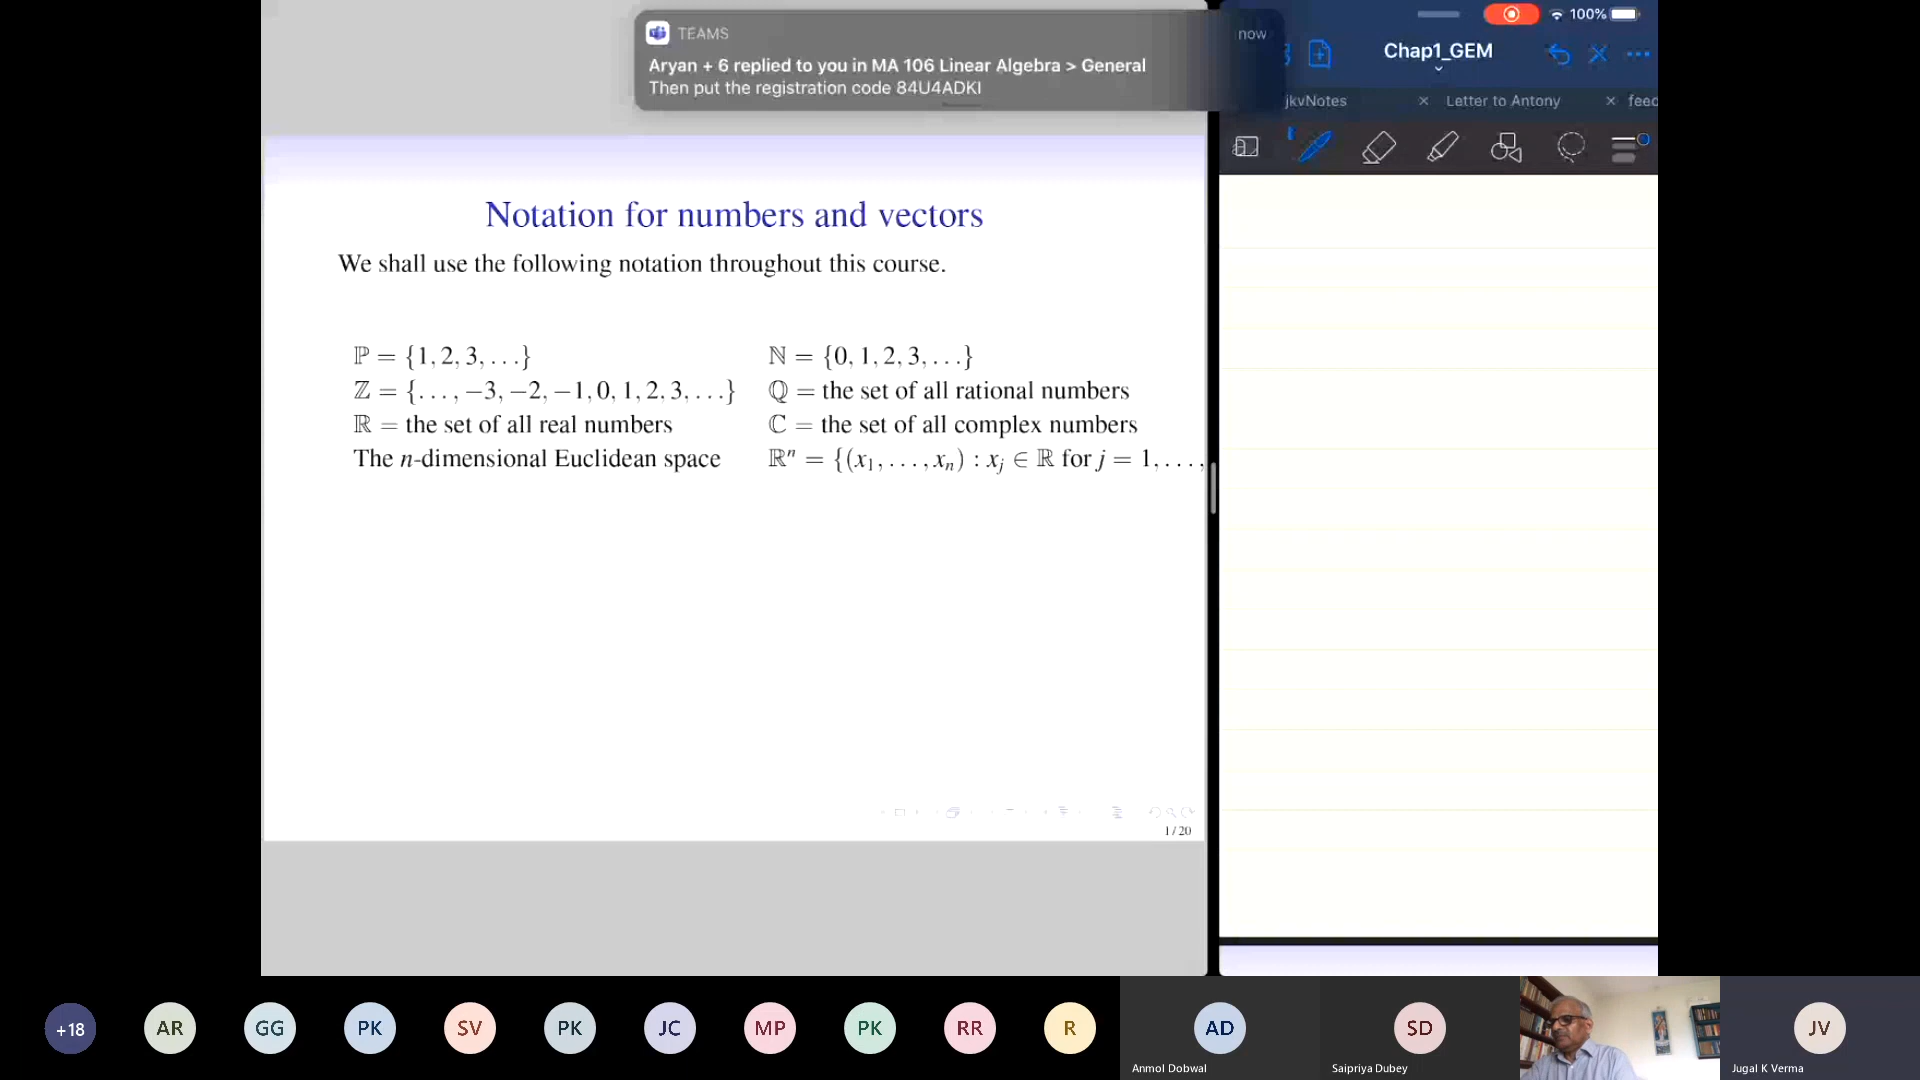 TEAMS
now
Aryan + 6 replied to you in MA 106 Linear Algebra > General
Then put the registration code 84U4ADKI
100%
Chap1_GEM
jkvNotes
Letter to Antony
feec
Notation for numbers and vectors
We shall use the following notation throughout this course.
ℙ = {1, 2, 3, . . .}
ℕ = {0, 1, 2, 3, . . .}
ℤ = {. . . , −3, −2, −1, 0, 1, 2, 3, . . .}
ℚ = the set of all rational numbers
ℝ = the set of all real numbers
ℂ = the set of all complex numbers
The n-dimensional Euclidean space
ℝⁿ = {(x₁, . . . , xₙ) : xⱼ ∈ ℝ for j = 1, . . . ,
1 / 20
+18
AR
GG
PK
SV
PK
JC
MP
PK
RR
R
AD
Anmol Dobwal
SD
Saipriya Dubey
JV
Jugal K Verma